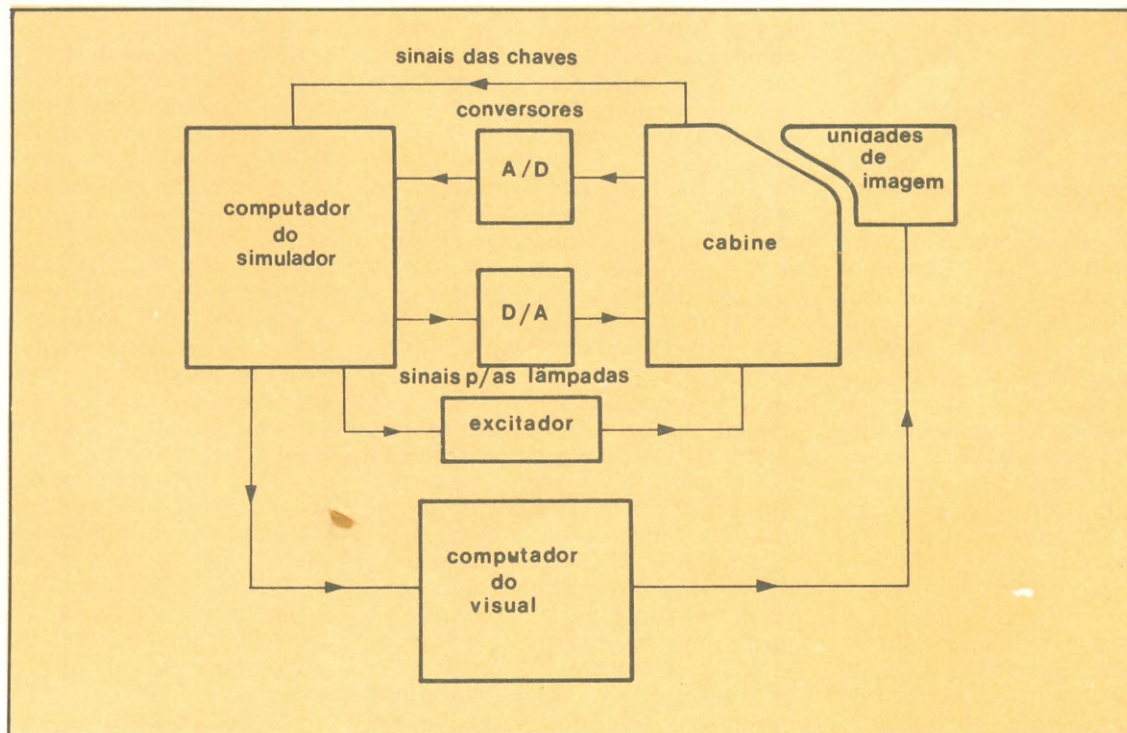 sinais das chaves
conversores
unidades
de
imagem
A/D
computador
do
simulador
cabine
D/A
sinais p/as lâmpadas
excitador
computador
do
visual